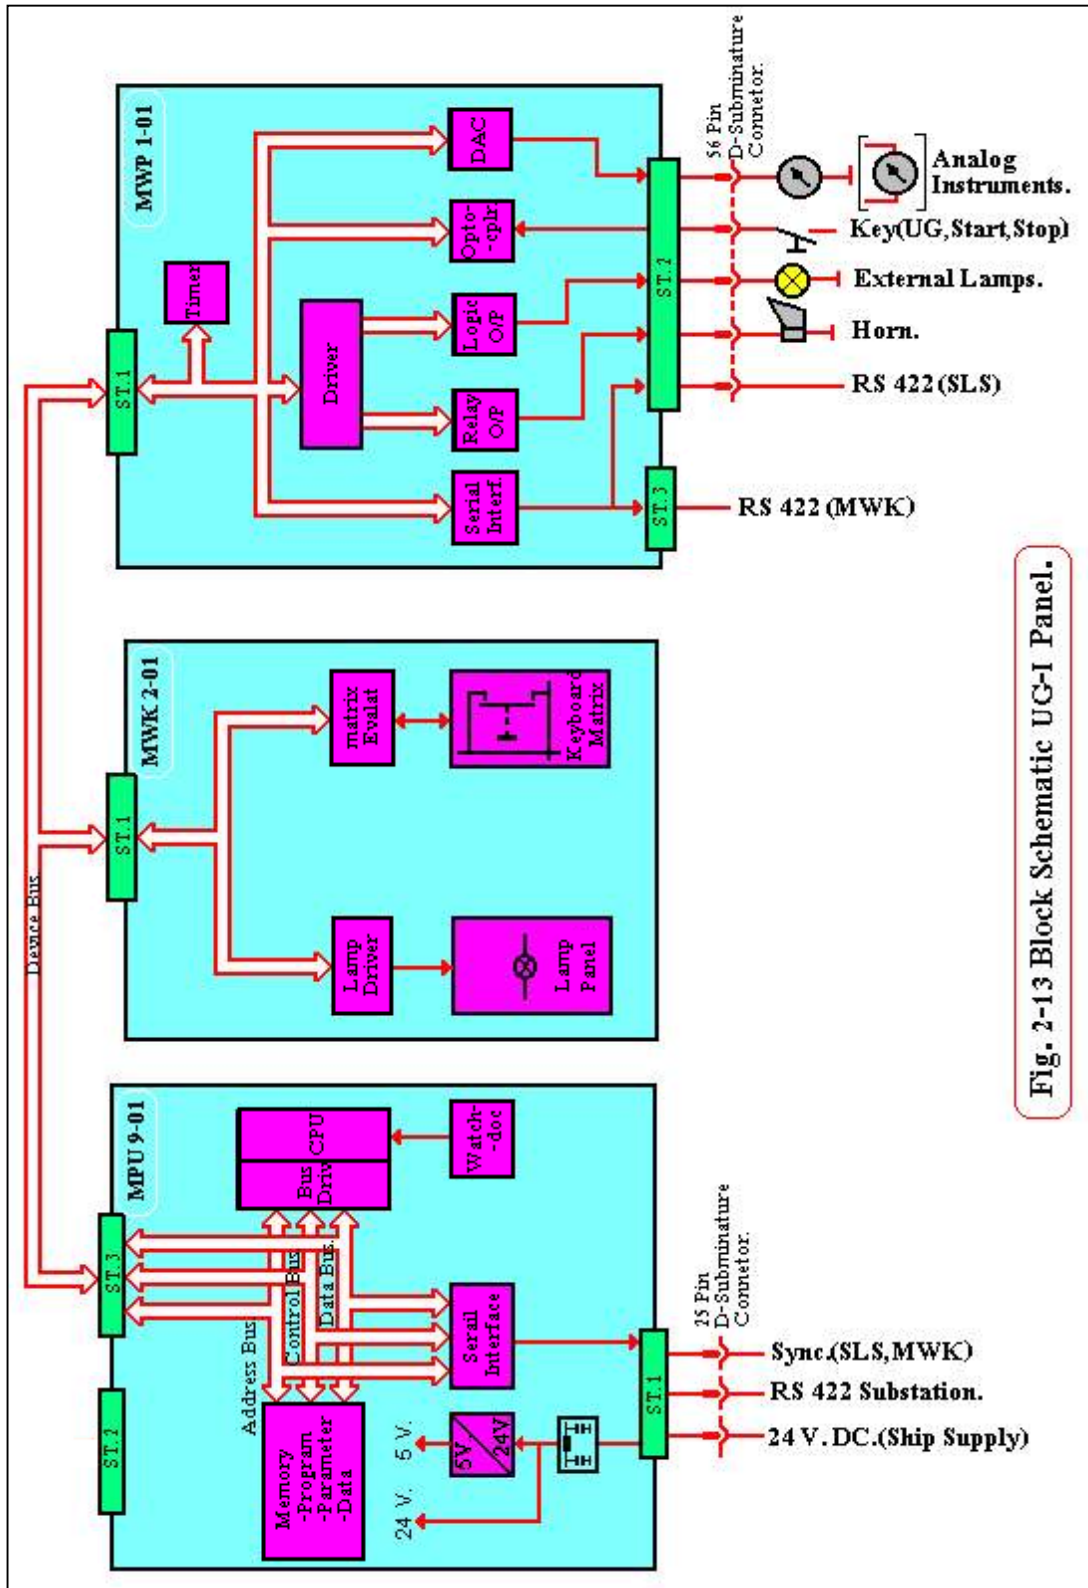 MWP 1-01
ST.1
Timer
DAC
Opto-
-cplr.
Logic
O/P
Driver
Relay
O/P
Serial
Interf.
ST.2
ST.3
56 Pin
D-Subminature
Connetor.
Analog
Instruments.
Key(UG,Start,Stop)
External Lamps.
Horn.
RS 422 (SLS)
RS 422 (MWK)
Device Bus.
MWK 2-01
ST.1
matrix
Evalat
Keyboard
Matrix
Lamp
Driver
Lamp
Panel
MPU 9-01
ST.3
ST.2
CPU
Bus
Driv
Watch-
-doc
Address Bus.
Control Bus.
Data Bus.
Memory
-Program
-Parameter
-Data
Serail
Interface
5 V.
24 V.
5V
24V
ST.1
25 Pin
D-Subminature
Connetor.
Sync.(SLS,MWK)
RS 422 Substation.
24 V. DC.(Ship Supply)
Fig. 2-13 Block Schematic UG-I Panel.